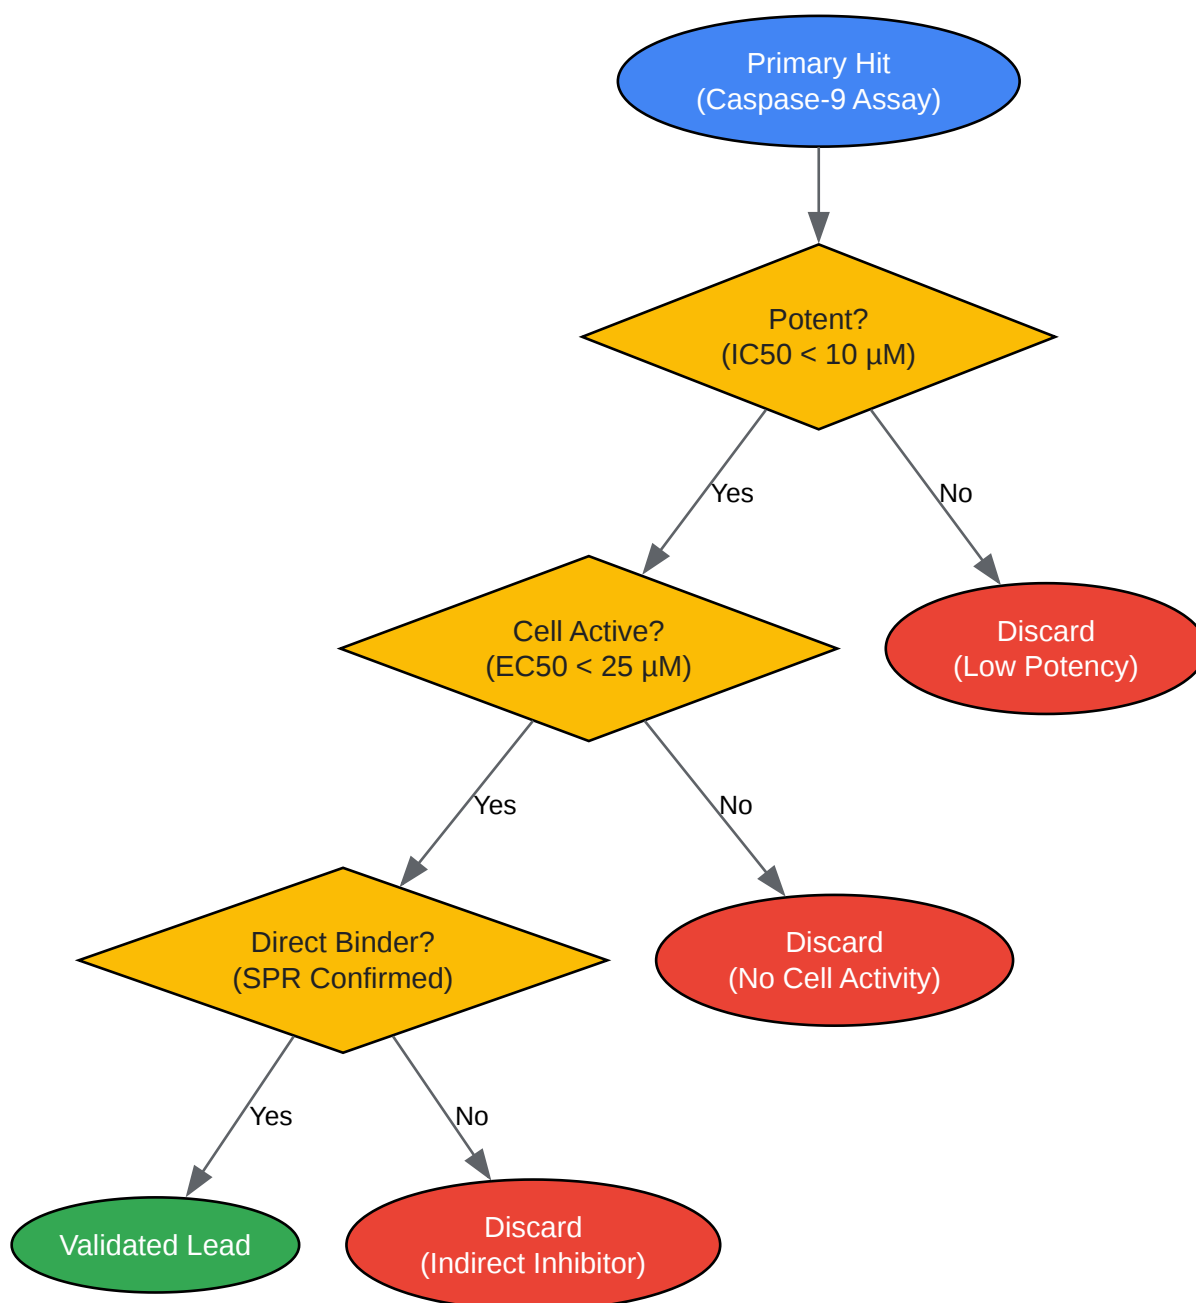 Primary Hit
(Caspase-9 Assay)
Potent?
(IC50 < 10 µM)
Yes
No
Cell Active?
(EC50 < 25 µM)
Discard
(Low Potency)
Yes
No
Direct Binder?
(SPR Confirmed)
Discard
(No Cell Activity)
Yes
No
Validated Lead
Discard
(Indirect Inhibitor)